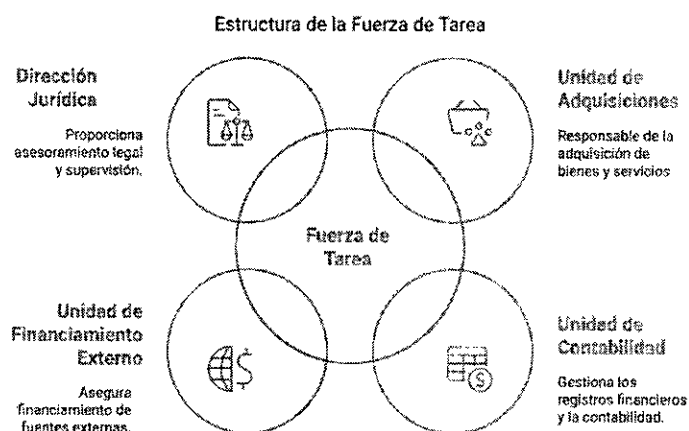 Estructura de la Fuerza de Tarea
Dirección
Jurídica
Proporciona
asesoramiento legal
y supervisión.
Unidad de
Adquisiciones
Responsable de la
adquisición de
bienes y servicios
Fuerza de
Tarea
Unidad de
Financiamiento
Externo
Asegura
financiamiento de
fuentes externas.
Unidad de
Contabilidad
Gestiona los
registros financieros
y la contabilidad.